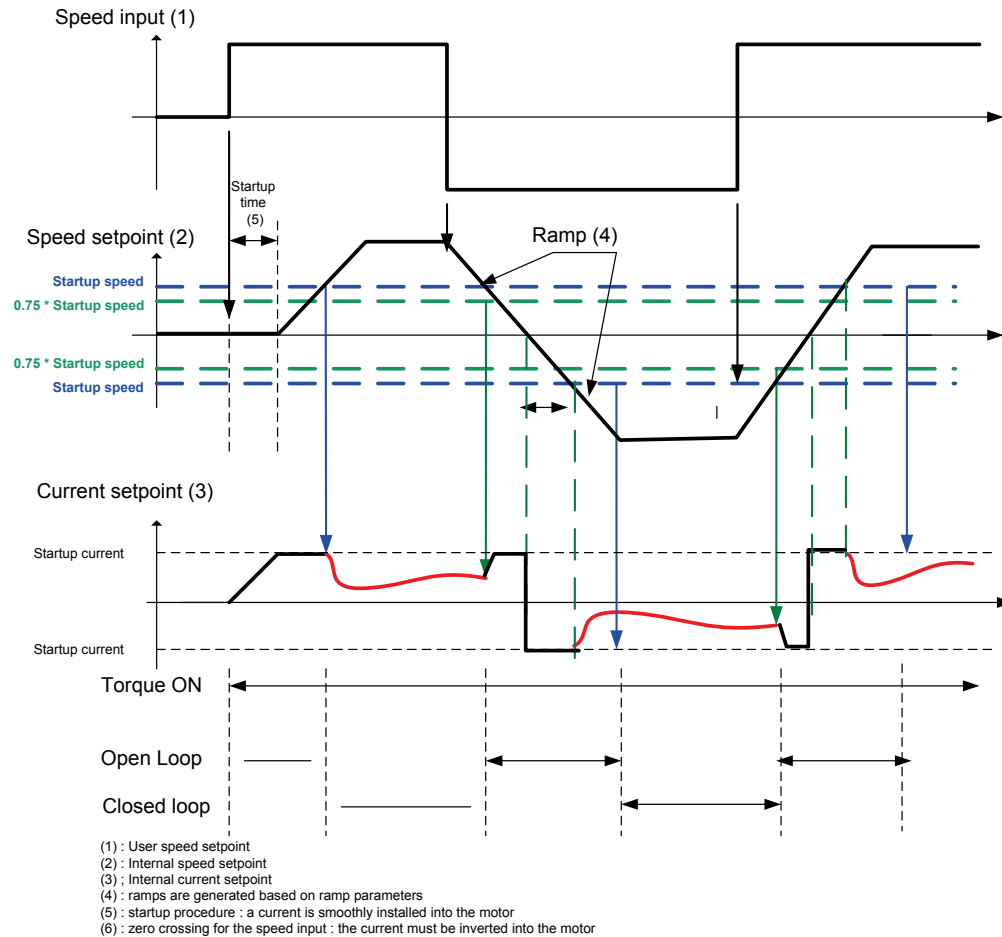 Speed input (1)
Startup
time
(5)
Speed setpoint (2)
Ramp (4)
Startup speed
0.75 * Startup speed
0.75 * Startup speed
Startup speed
Current setpoint (3)
Startup current
Startup current
Torque ON
Open Loop
Closed loop
(1) : User speed setpoint
(2) : Internal speed setpoint
(3) ; Internal current setpoint
(4) : ramps are generated based on ramp parameters
(5) : startup procedure : a current is smoothly installed into the motor
(6) : zero crossing for the speed input : the current must be inverted into the motor